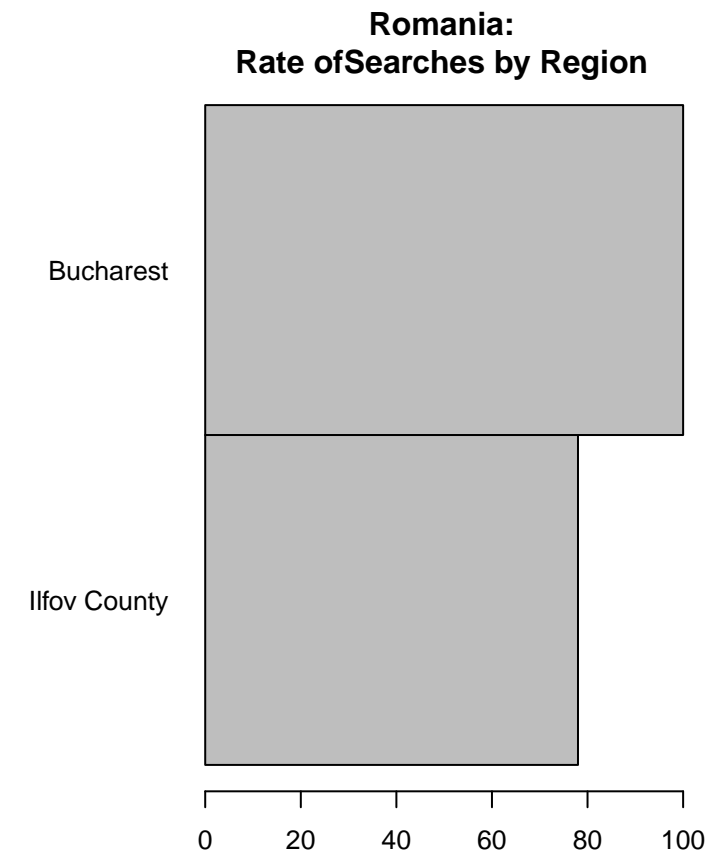 Romania:
Rate ofSearches by Region
Bucharest
Ilfov County
0 20 40 60 80 100